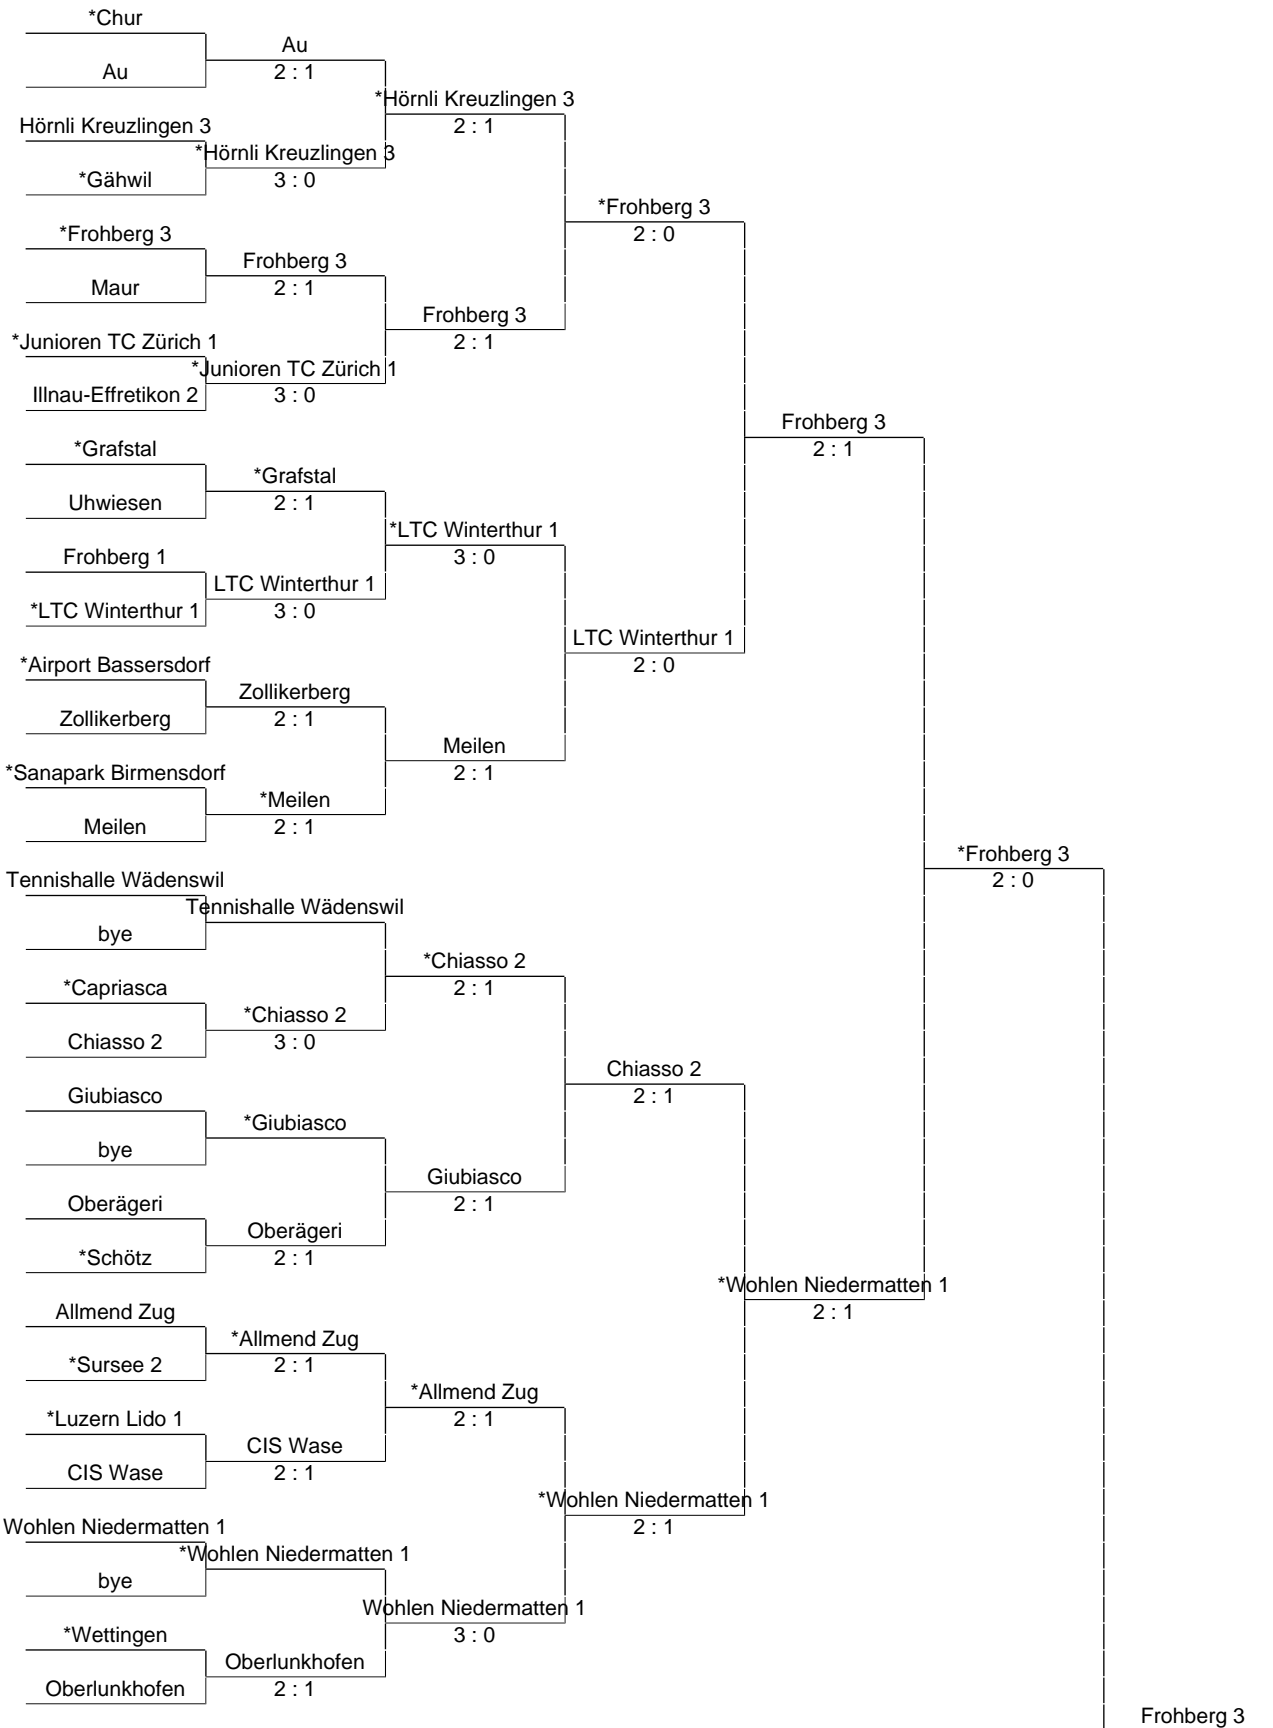 *Chur
Au
Au
2 : 1
*Hörnli Kreuzlingen 3
2 : 1
Hörnli Kreuzlingen 3
*Hörnli Kreuzlingen 3
3 : 0
*Gähwil
*Frohberg 3
2 : 0
*Frohberg 3
Frohberg 3
2 : 1
Maur
Frohberg 3
2 : 1
*Junioren TC Zürich 1
*Junioren TC Zürich 1
3 : 0
Illnau-Effretikon 2
Frohberg 3
2 : 1
*Grafstal
*Grafstal
2 : 1
Uhwiesen
*LTC Winterthur 1
3 : 0
Frohberg 1
LTC Winterthur 1
3 : 0
*LTC Winterthur 1
LTC Winterthur 1
2 : 0
*Airport Bassersdorf
Zollikerberg
2 : 1
Zollikerberg
Meilen
2 : 1
*Sanapark Birmensdorf
*Meilen
2 : 1
Meilen
*Frohberg 3
2 : 0
Tennishalle Wädenswil
Tennishalle Wädenswil
bye
*Chiasso 2
2 : 1
*Capriasca
*Chiasso 2
3 : 0
Chiasso 2
Chiasso 2
2 : 1
Giubiasco
*Giubiasco
bye
Giubiasco
2 : 1
Oberägeri
Oberägeri
2 : 1
*Schötz
*Wohlen Niedermatten 1
2 : 1
Allmend Zug
*Allmend Zug
2 : 1
*Sursee 2
*Allmend Zug
2 : 1
*Luzern Lido 1
CIS Wase
2 : 1
CIS Wase
*Wohlen Niedermatten 1
2 : 1
Wohlen Niedermatten 1
*Wohlen Niedermatten 1
bye
Wohlen Niedermatten 1
3 : 0
*Wettingen
Oberlunkhofen
2 : 1
Oberlunkhofen
Frohberg 3